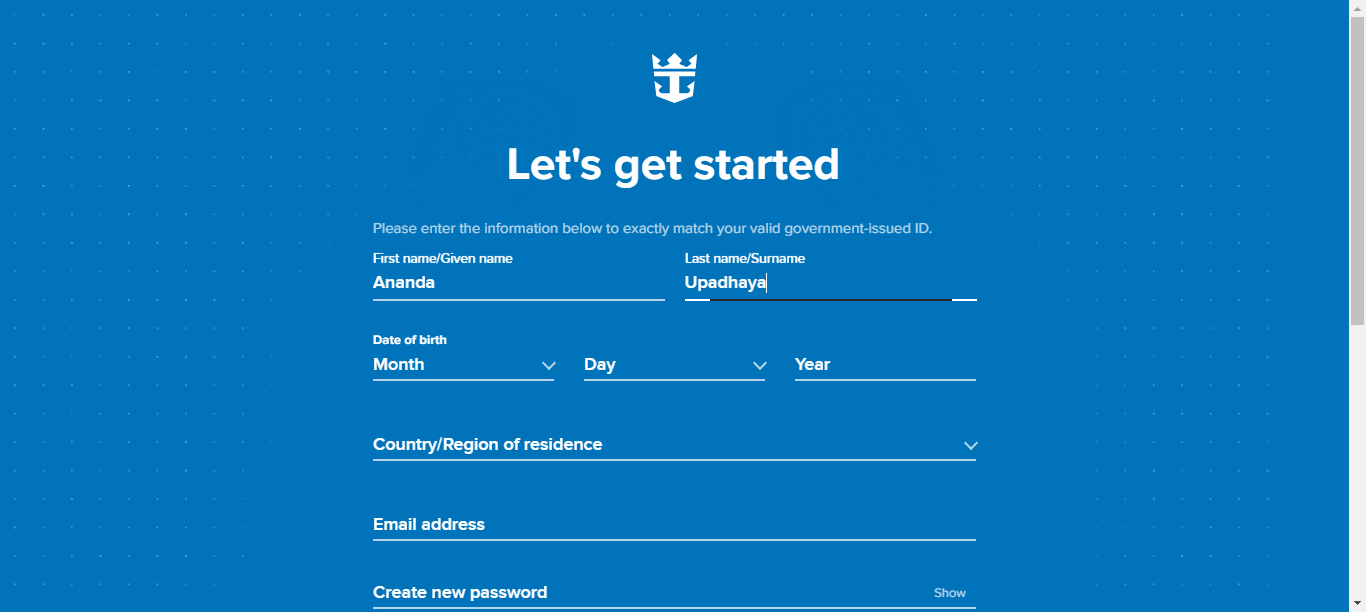 Let's get started
Please enter the information below to exactly match your valid government-issued ID.
First name/Given name Last name/Surname
Ananda Upadhaya
Date of birth
Month Day Year
Country/Region of residence
Email address
Create new password Show